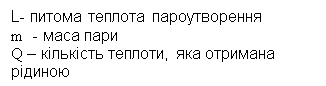 L- питома теплота пароутворення
m - маса пари
Q – кількість теплоти, яка отримана
рідиною